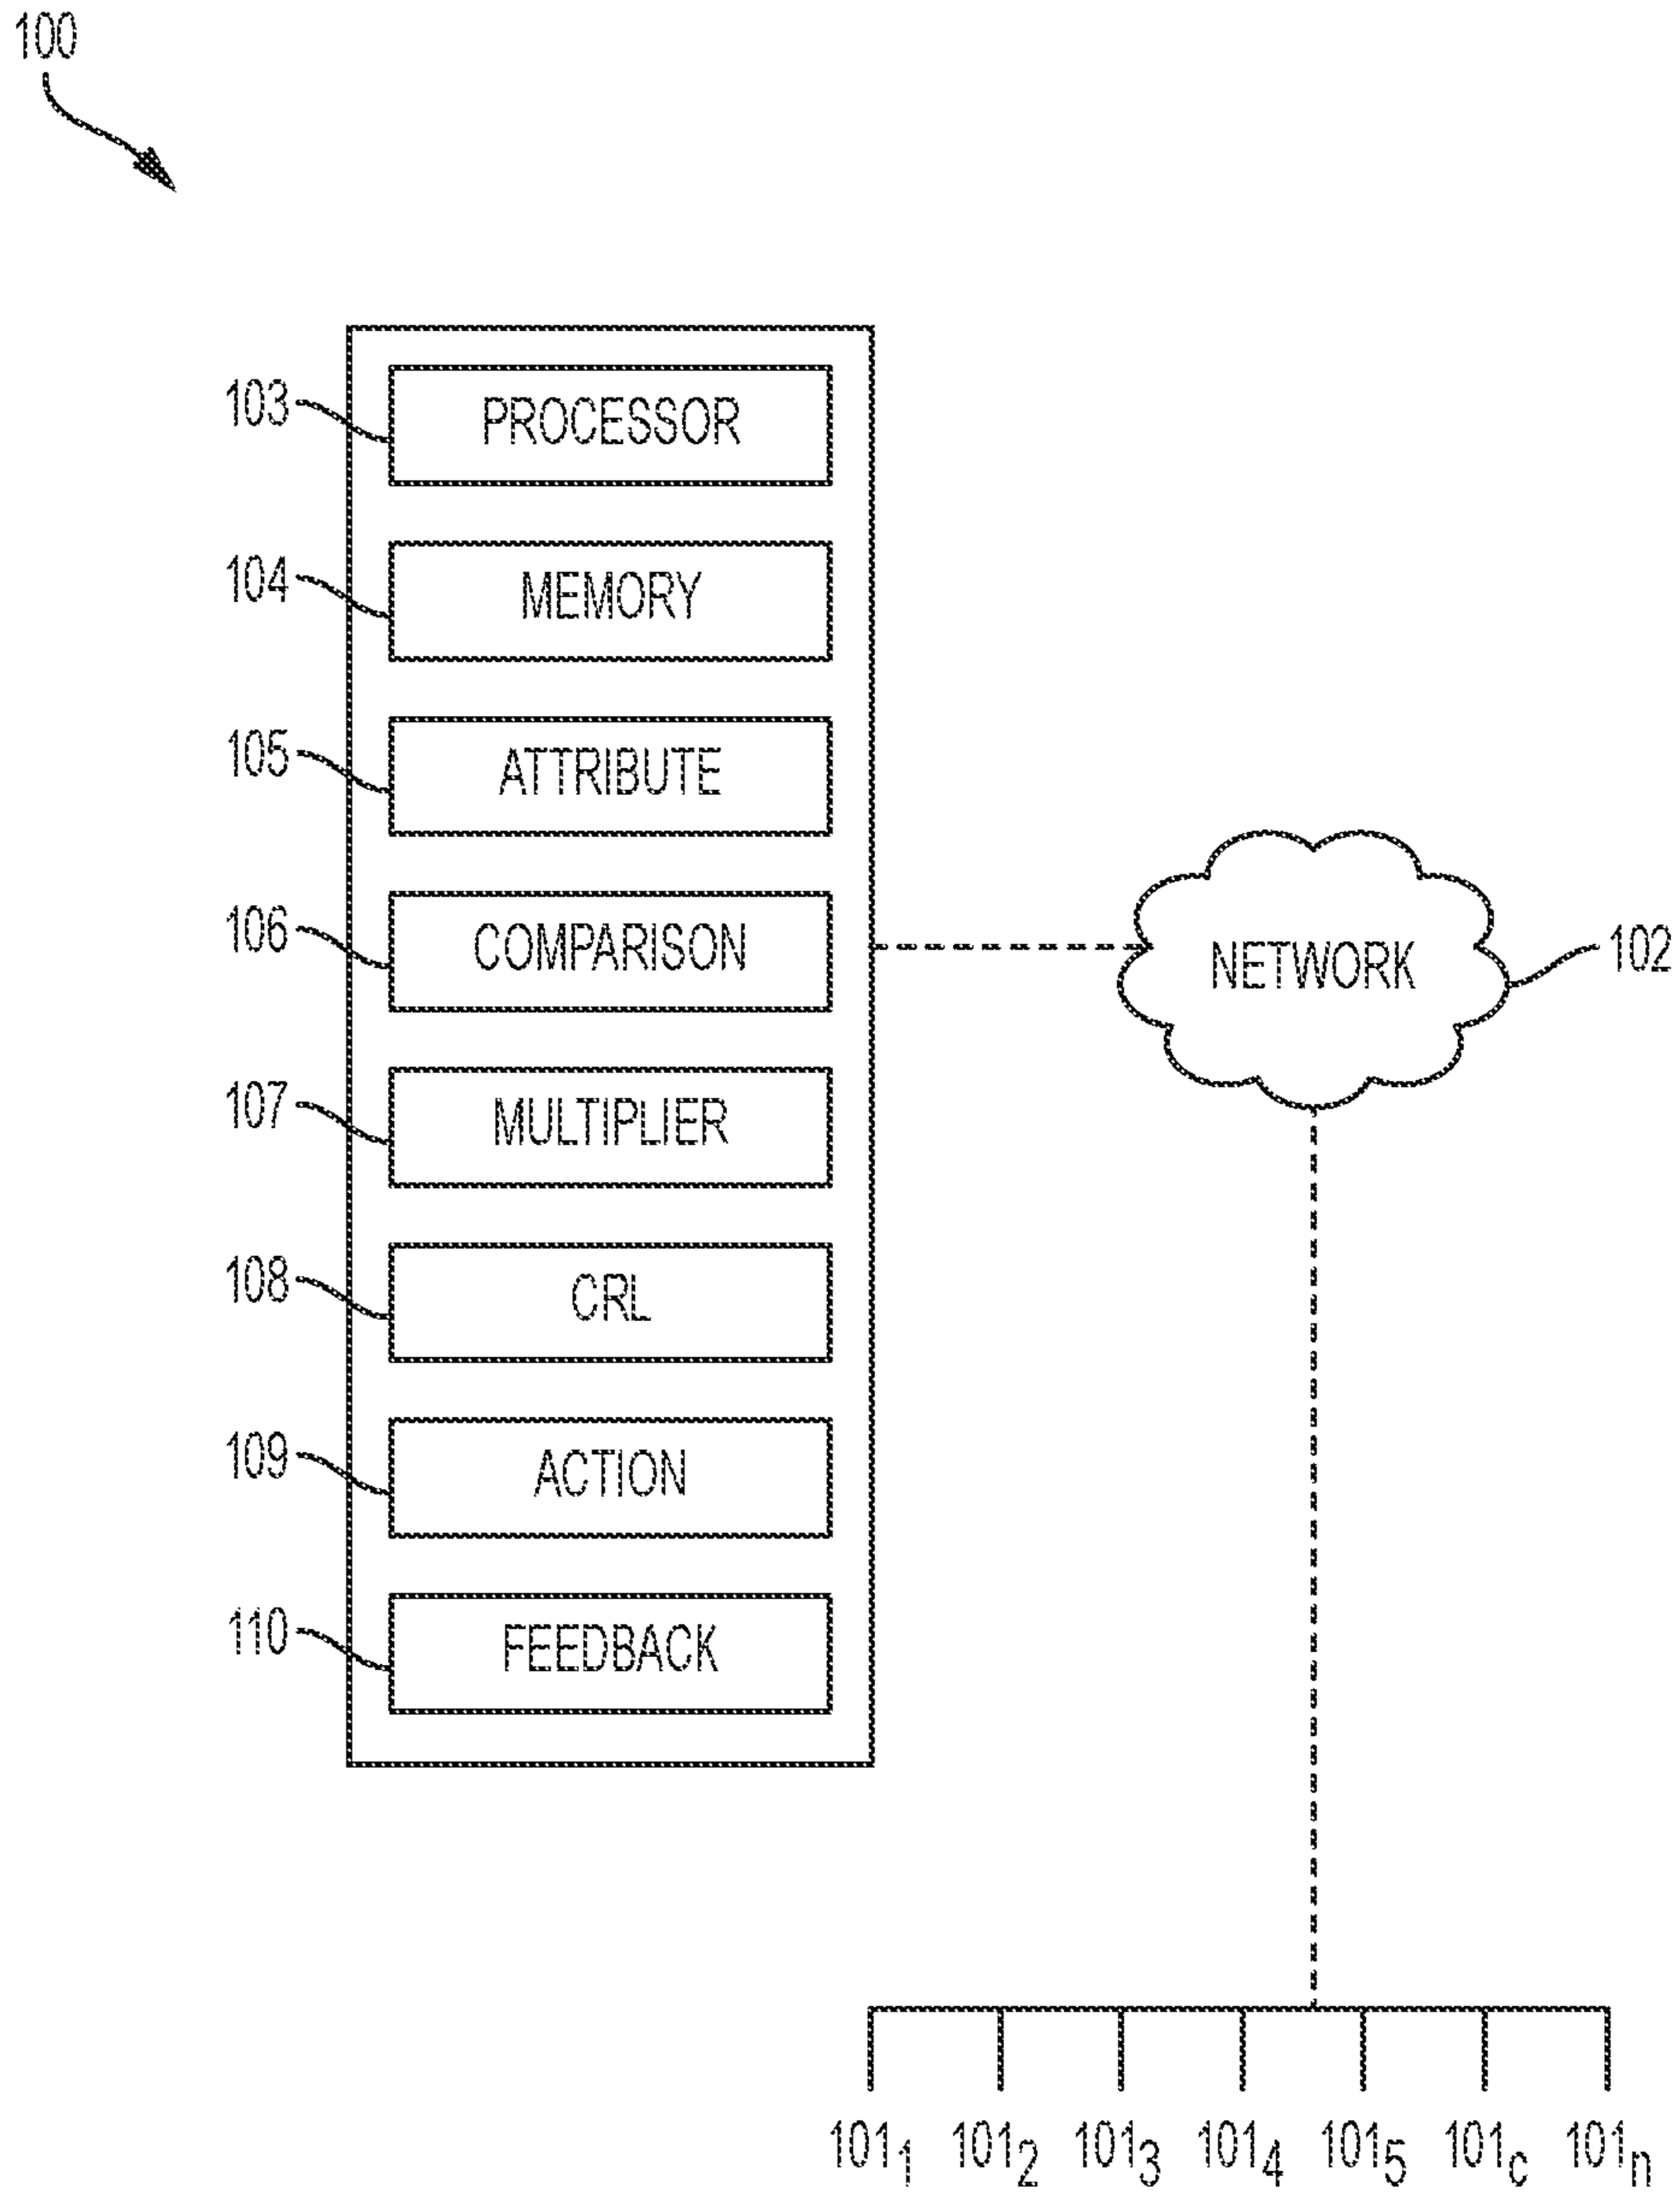 100
103 PROCESSOR
104 MEMORY
105 ATTRIBUTE
106 COMPARISON
NETWORK 102
107 MULTIPLIER
108 CRL
109 ACTION
110 FEEDBACK
101₁ 101₂ 101₃ 101₄ 101₅ 101c 101n